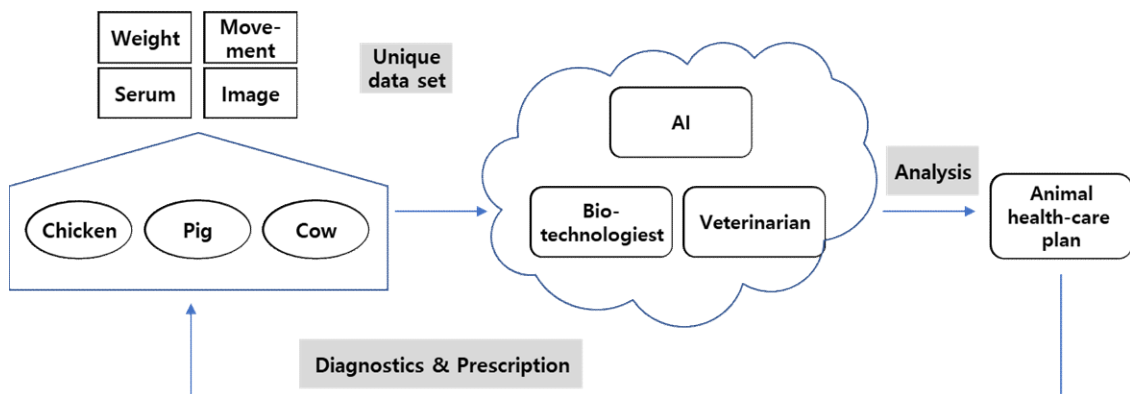 Weight
Move-
ment
Serum
Image
Unique
data set
AI
Bio-
technologiest
Veterinarian
Analysis
Animal
health-care
plan
Chicken
Pig
Cow
Diagnostics & Prescription